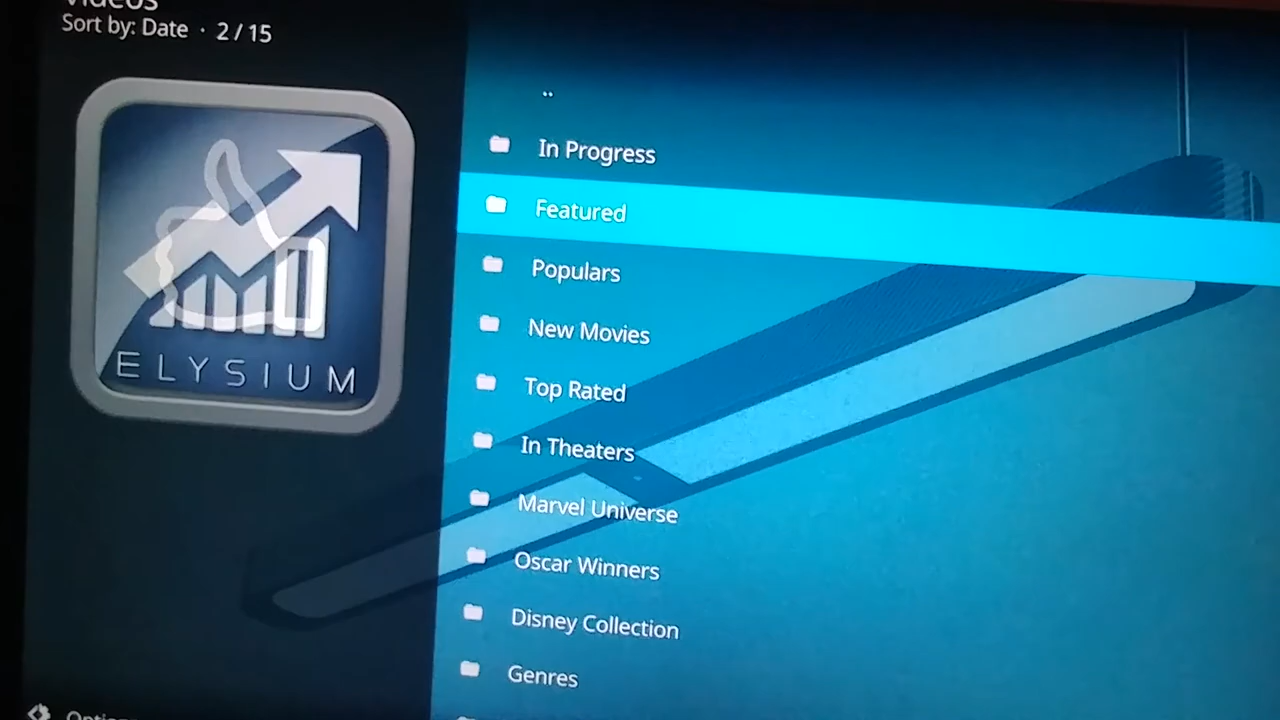 Videos
Sort by: Date · 2 / 15
ELYSIUM
..
In Progress
Featured
Populars
New Movies
Top Rated
In Theaters
Marvel Universe
Oscar Winners
Disney Collection
Genres